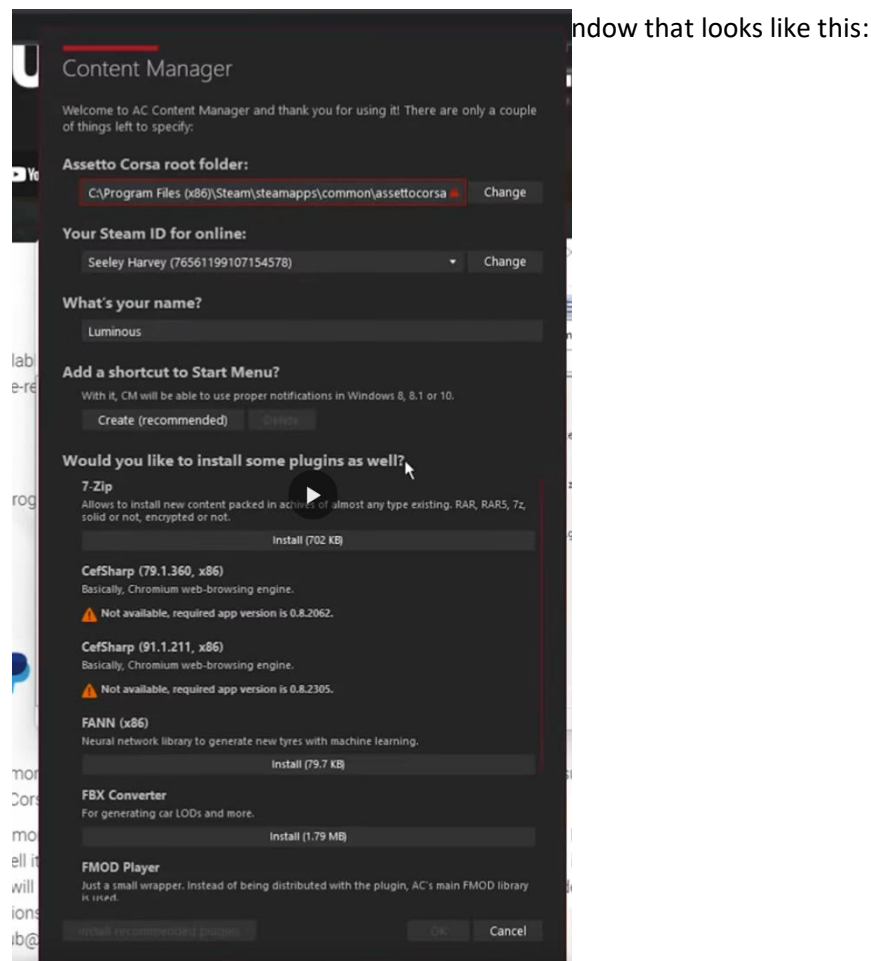 ndow that looks like this:
Content Manager
Welcome to AC Content Manager and thank you for using it! There are only a couple
of things left to specify:
Assetto Corsa root folder:
C:\Program Files (x86)\Steam\steamapps\common\assettocorsa
Change
Your Steam ID for online:
Seeley Harvey (76561199107154578)
Change
What's your name?
Luminous
Add a shortcut to Start Menu?
With it, CM will be able to use proper notifications in Windows 8, 8.1 or 10.
Create (recommended)
Delete
Would you like to install some plugins as well?
7-Zip
Allows to install new content packed in achives of almost any type existing. RAR, RAR5, 7z,
solid or not, encrypted or not.
Install (702 KB)
CefSharp (79.1.360, x86)
Basically, Chromium web-browsing engine.
Not available, required app version is 0.8.2062.
CefSharp (91.1.211, x86)
Basically, Chromium web-browsing engine.
Not available, required app version is 0.8.2305.
FANN (x86)
Neural network library to generate new tyres with machine learning.
Install (79.7 KB)
FBX Converter
For generating car LODs and more.
Install (1.79 MB)
FMOD Player
Just a small wrapper. Instead of being distributed with the plugin, AC's main FMOD library
is used.
Install recommended plugins
OK
Cancel